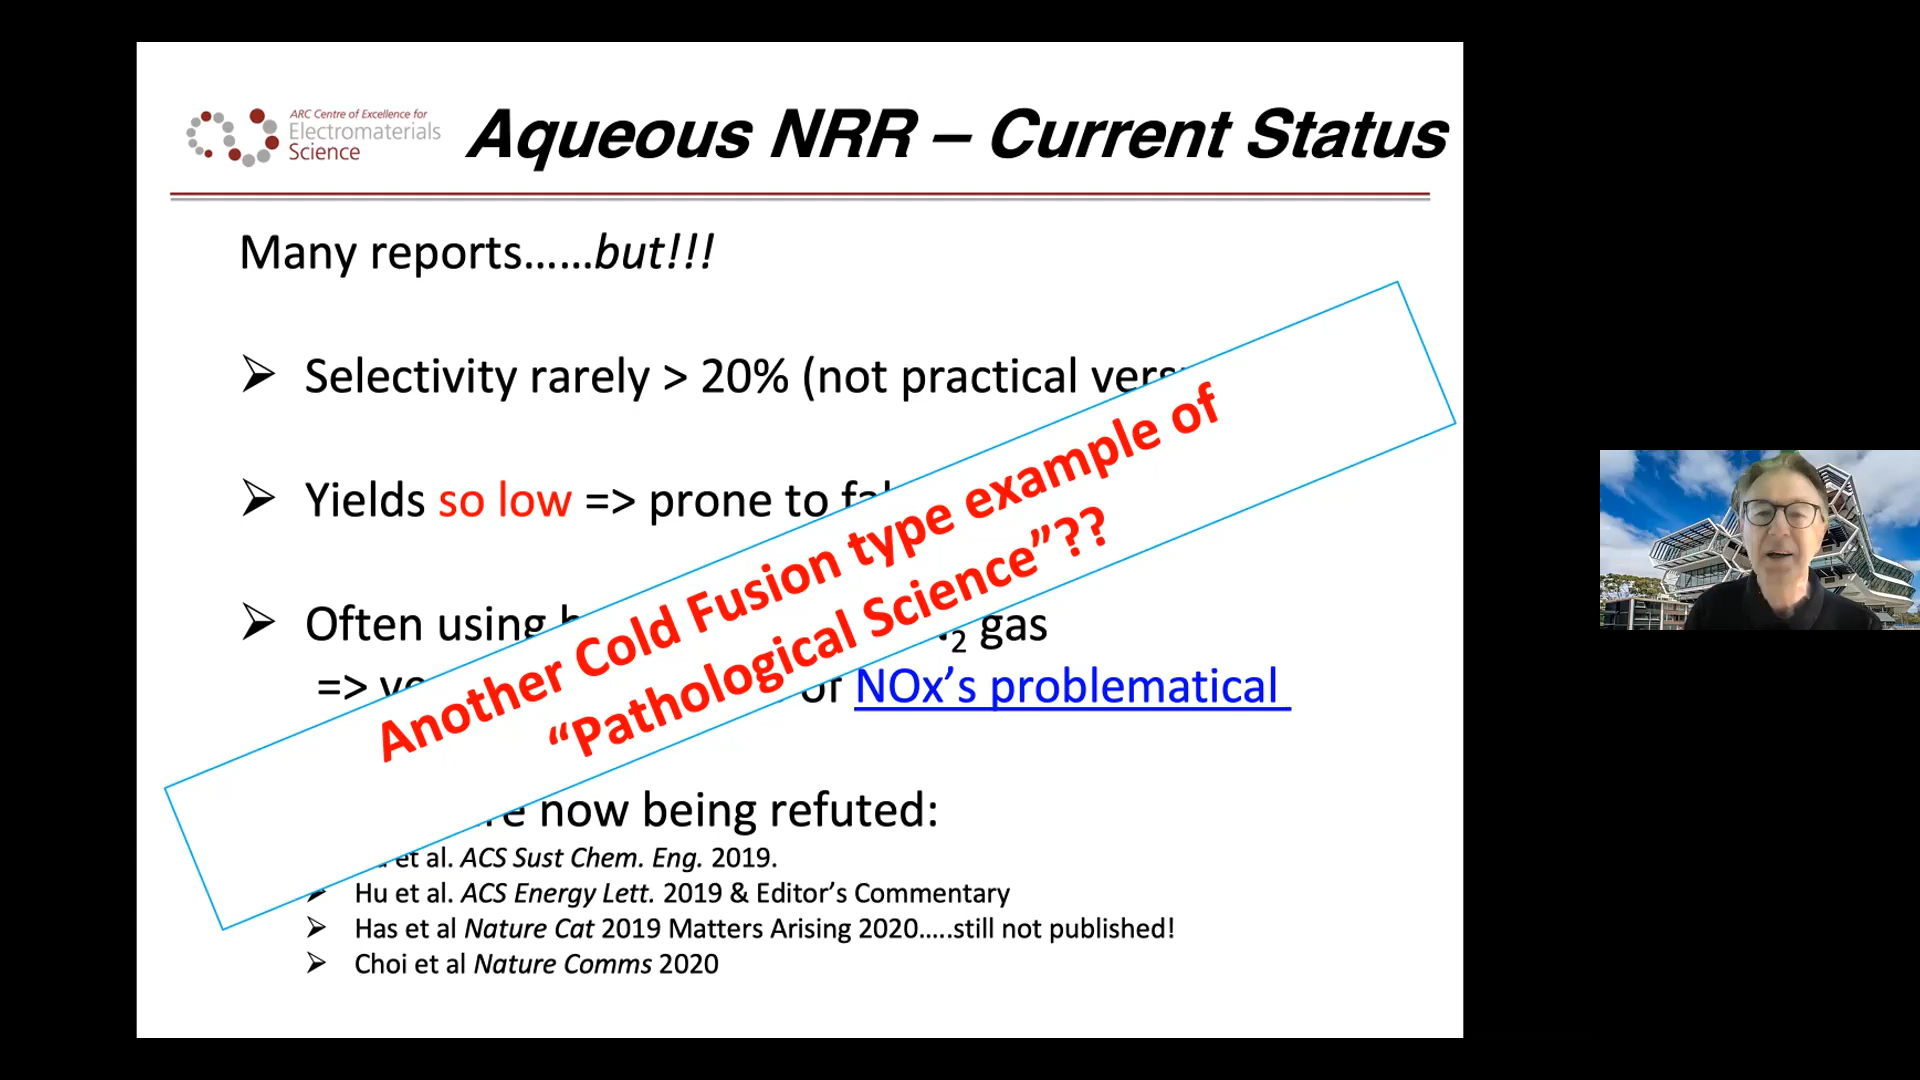 ARC Centre of Excellence for
Electromaterials
Science
Aqueous NRR – Current Status
Many reports……but!!!
➢ Selectivity rarely > 20% (not practical
➢ Yields so low => prone to
➢ Often using gas
=> of NOx’s problematical
Another Cold Fusion type example of
“Pathological Science”??
now being refuted:
et al. ACS Sust Chem. Eng. 2019.
➢ Hu et al. ACS Energy Lett. 2019 & Editor’s Commentary
➢ Has et al Nature Cat 2019 Matters Arising 2020…..still not published!
➢ Choi et al Nature Comms 2020